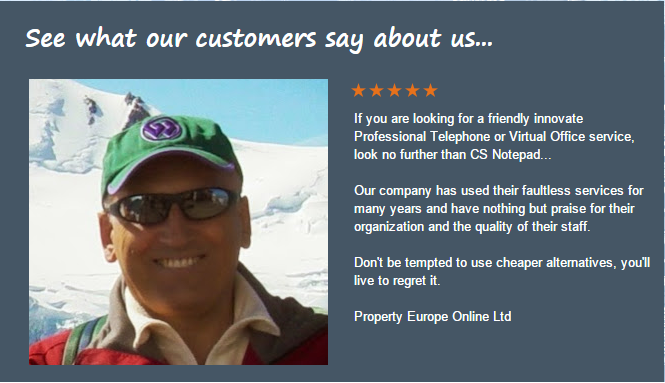 See what our customers say about us...
If you are looking for a friendly innovate
Professional Telephone or Virtual Office service,
look no further than CS Notepad...
Our company has used their faultless services for
many years and have nothing but praise for their
organization and the quality of their staff.
Don't be tempted to use cheaper alternatives, you'll
live to regret it.
Property Europe Online Ltd